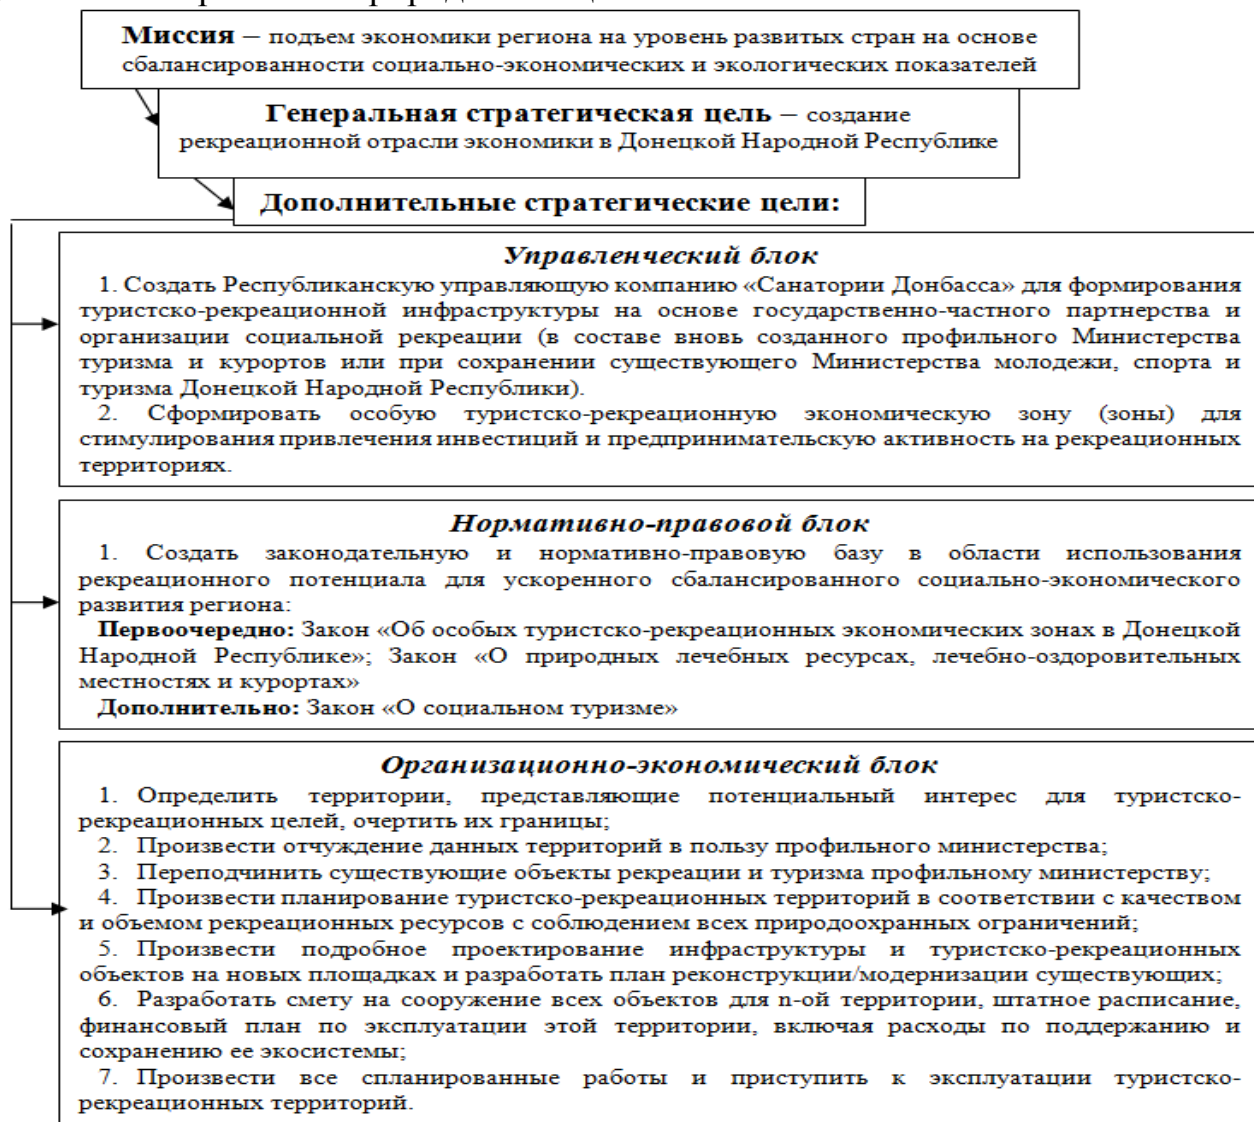 Миссия – подъем экономики региона на уровень развитых стран на основе
сбалансированности социально-экономических и экологических показателей
Генеральная стратегическая цель – создание
рекреационной отрасли экономики в Донецкой Народной Республике
Дополнительные стратегические цели:
Управленческий блок
1. Создать Республиканскую управляющую компанию «Санатории Донбасса» для формирования
туристско-рекреационной инфраструктуры на основе государственно-частного партнерства и
организации социальной рекреации (в составе вновь созданного профильного Министерства
туризма и курортов или при сохранении существующего Министерства молодежи, спорта и
туризма Донецкой Народной Республики).
2. Сформировать особую туристско-рекреационную экономическую зону (зоны) для
стимулирования привлечения инвестиций и предпринимательскую активность на рекреационных
территориях.
Нормативно-правовой блок
1. Создать законодательную и нормативно-правовую базу в области использования
рекреационного потенциала для ускоренного сбалансированного социально-экономического
развития региона:
Первоочередно: Закон «Об особых туристско-рекреационных экономических зонах в Донецкой
Народной Республике»; Закон «О природных лечебных ресурсах, лечебно-оздоровительных
местностях и курортах»
Дополнительно: Закон «О социальном туризме»
Организационно-экономический блок
1. Определить территории, представляющие потенциальный интерес для туристско-
рекреационных целей, очертить их границы;
2. Произвести отчуждение данных территорий в пользу профильного министерства;
3. Переподчинить существующие объекты рекреации и туризма профильному министерству;
4. Произвести планирование туристско-рекреационных территорий в соответствии с качеством
и объемом рекреационных ресурсов с соблюдением всех природоохранных ограничений;
5. Произвести подробное проектирование инфраструктуры и туристско-рекреационных
объектов на новых площадках и разработать план реконструкции/модернизации существующих;
6. Разработать смету на сооружение всех объектов для n-ой территории, штатное расписание,
финансовый план по эксплуатации этой территории, включая расходы по поддержанию и
сохранению ее экосистемы;
7. Произвести все спланированные работы и приступить к эксплуатации туристско-
рекреационных территорий.